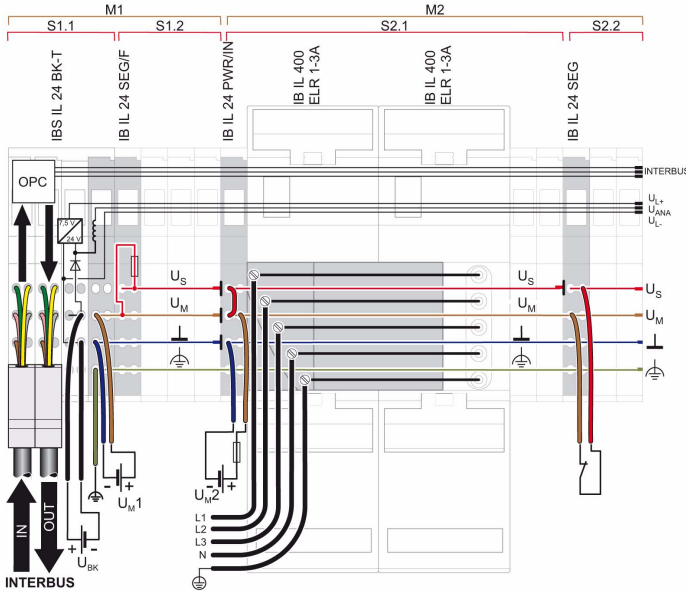 M1 M2
S1.1 S1.2 S2.1 S2.2
IBS IL 24 BK-T
IB IL 24 SEG/F
IB IL 24 PWR/IN
IB IL 400
ELR 1-3A
IB IL 400
ELR 1-3A
IB IL 24 SEG
OPC
INTERBUS
7,5 V
24 V
UL+
UANA
UL-
US US US
UM UM UM
- +
UM1
UM2 - +
L1
L2
L3
N
IN OUT
+ -
UBK
INTERBUS